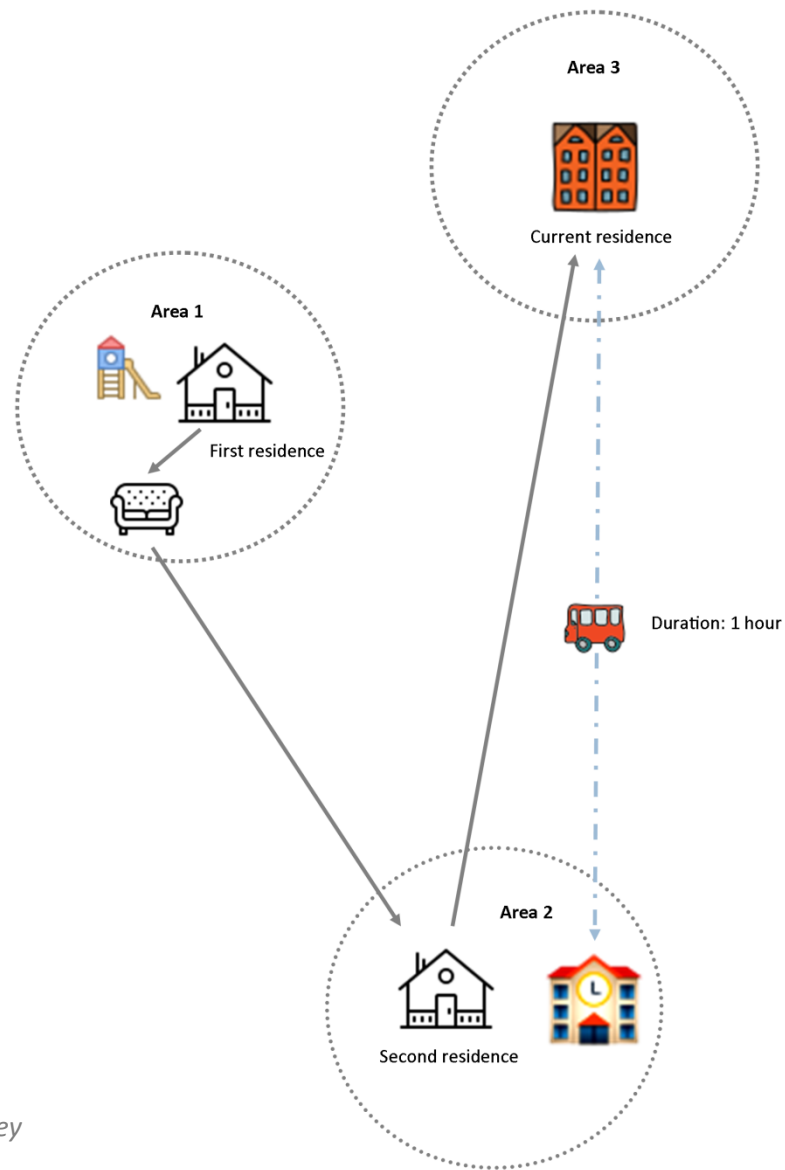 Area 3
Current residence
Area 1
First residence
Duration: 1 hour
Area 2
Second residence